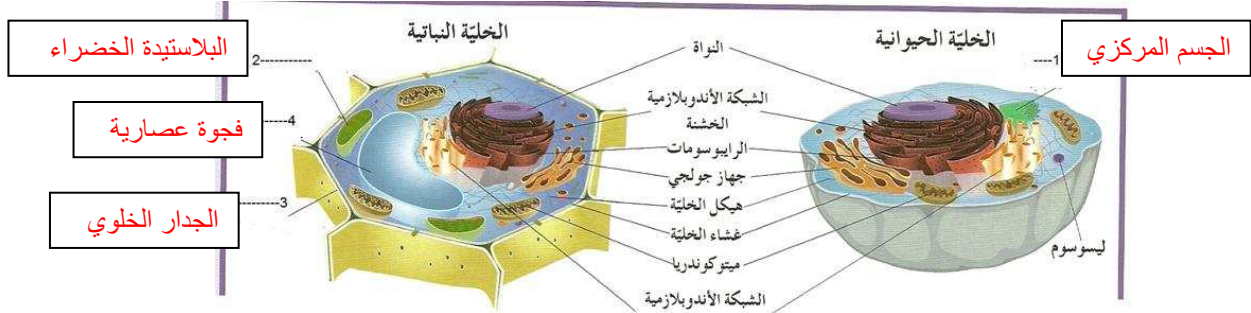 الخليّة النباتية
الخليّة الحيوانية
البلاستيدة الخضراء
2-----------
الجسم المركزي
----1
النواة
فجوة عصارية
----4
الشبكة الأندوبلازمية
الخشنة
الرايبوسومات
جهاز جولجي
هيكل الخليّة
الجدار الخلوي
-----------3
غشاء الخليّة
ليسوسوم
ميتوكوندريا
الشبكة الأندوبلازمية